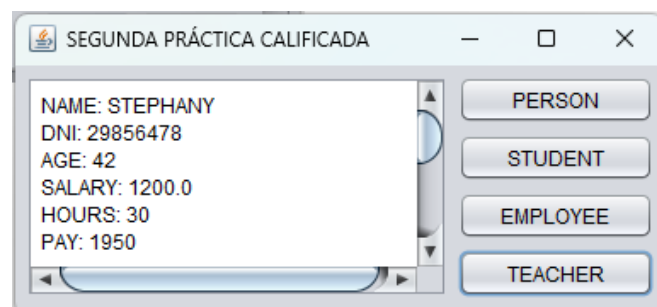 SEGUNDA PRÁCTICA CALIFICADA
NAME: STEPHANY
DNI: 29856478
AGE: 42
SALARY: 1200.0
HOURS: 30
PAY: 1950
PERSON
STUDENT
EMPLOYEE
TEACHER